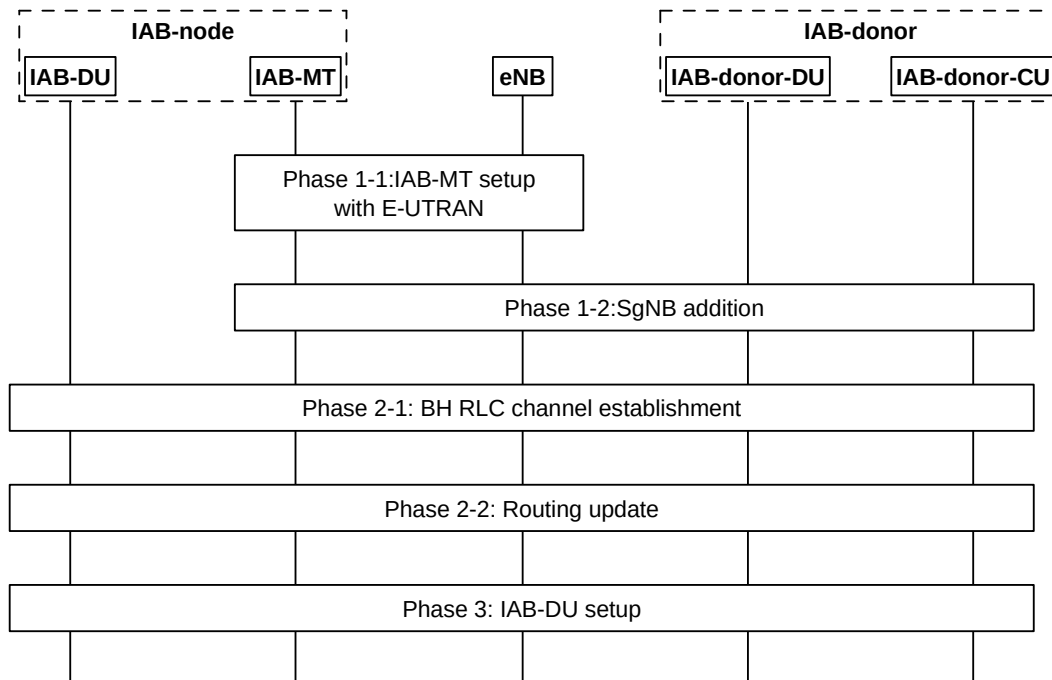 IAB-node
IAB-donor
IAB-DU
IAB-MT
eNB
IAB-donor-DU
IAB-donor-CU
Phase 1-1:IAB-MT setup
with E-UTRAN
Phase 1-2:SgNB addition
Phase 2-1: BH RLC channel establishment
Phase 2-2: Routing update
Phase 3: IAB-DU setup